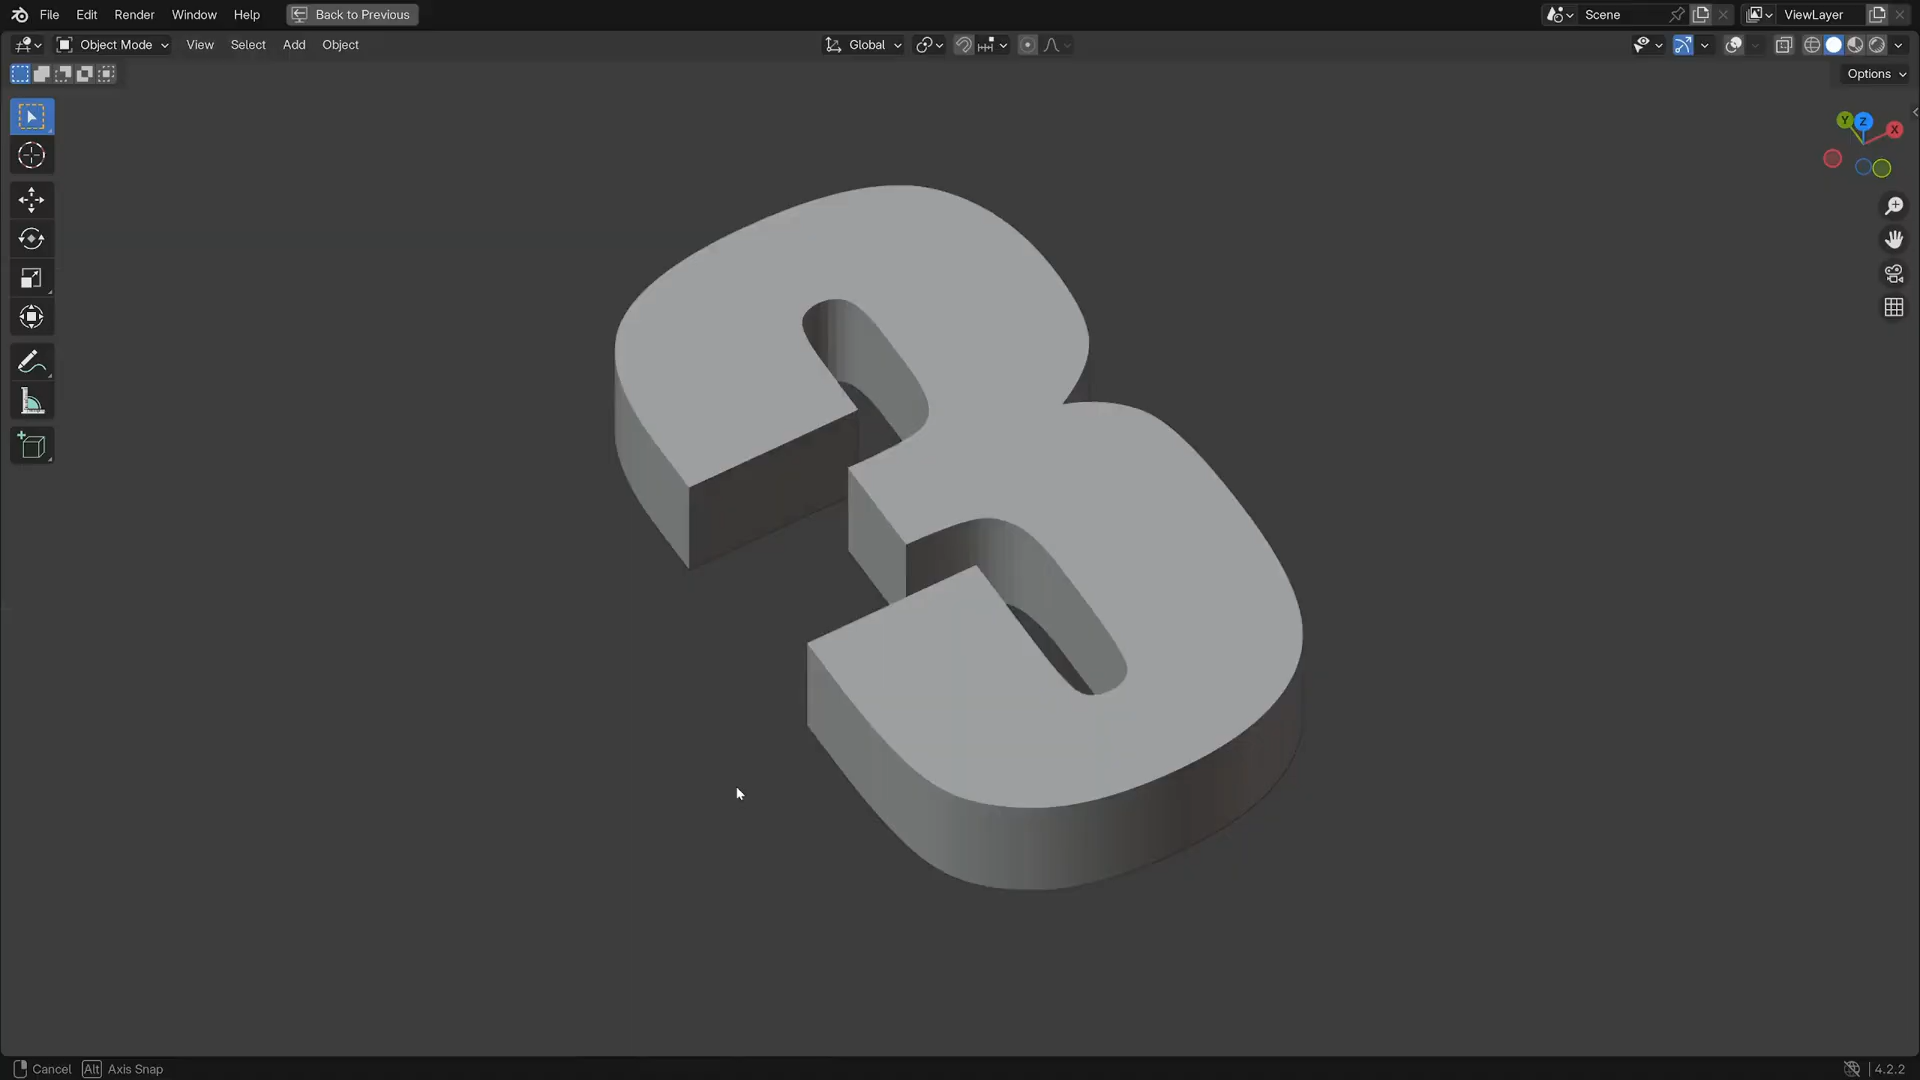 File Edit Render Window Help Back to Previous Scene ViewLayer
Object Mode View Select Add Object Global
Options
Y Z X
3
Cancel Alt Axis Snap 4.2.2